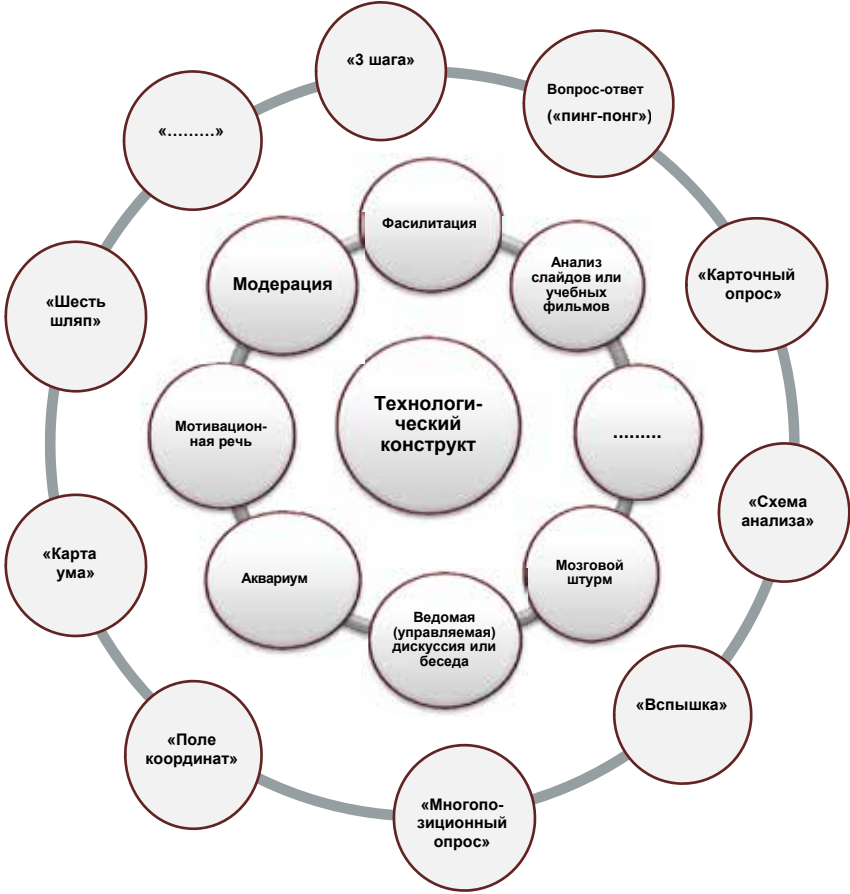 «3 шага»
Вопрос-ответ
(«пинг-понг»)
«………»
Фасилитация
Анализ
слайдов или
учебных
фильмов
Модерация
«Карточный
опрос»
«Шесть
шляп»
Технологи-
ческий
конструкт
Мотивацион-
ная речь
.........
«Схема
анализа»
«Карта
ума»
Аквариум
Мозговой
штурм
Ведомая
(управляемая)
дискуссия или
беседа
«Вспышка»
«Поле
координат»
«Многопо-
зиционный
опрос»